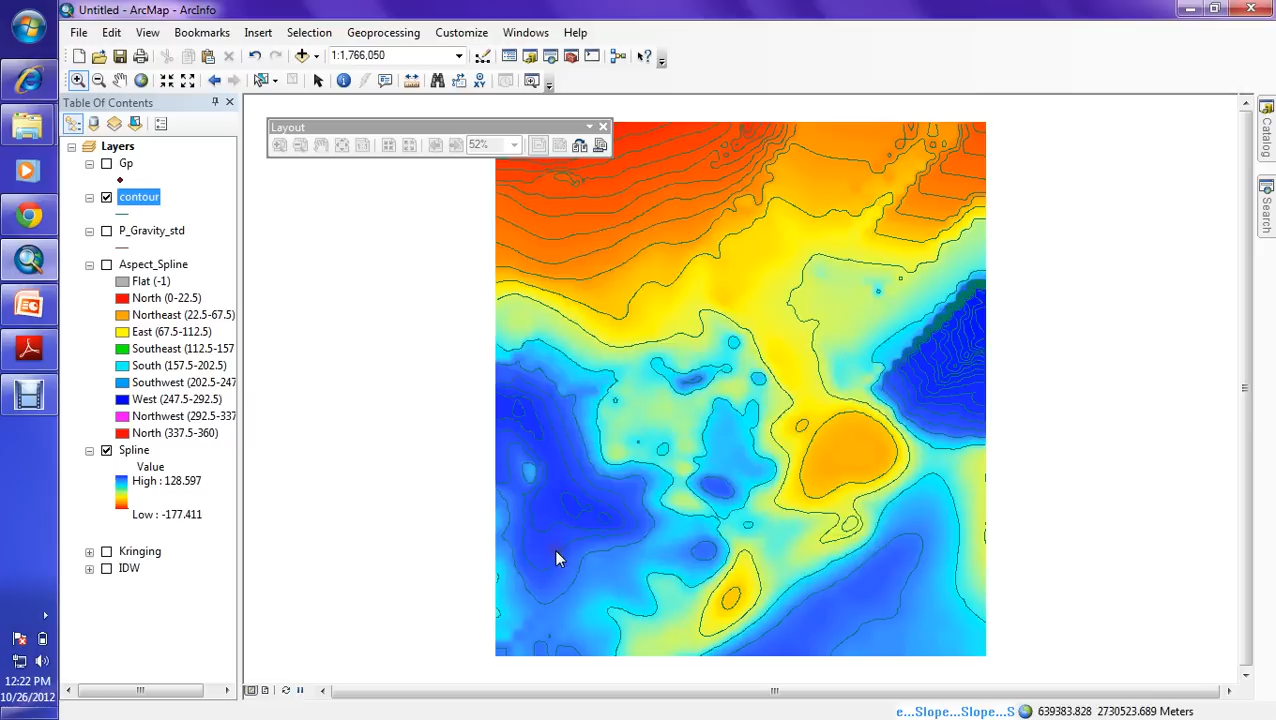 Untitled - ArcMap - ArcInfo
File Edit View Bookmarks Insert Selection Geoprocessing Customize Windows Help
1:1,766,050
Table Of Contents
Layers
Gp
contour
P_Gravity_std
Aspect_Spline
Flat (-1)
North (0-22.5)
Northeast (22.5-67.5)
East (67.5-112.5)
Southeast (112.5-157
South (157.5-202.5)
Southwest (202.5-247
West (247.5-292.5)
Northwest (292.5-337
North (337.5-360)
Spline
Value
High : 128.597
Low : -177.411
Kringing
IDW
Layout
52%
Catalog
Search
12:22 PM
10/26/2012
e...Slope...Slope...S
639383.828 2730523.689 Meters